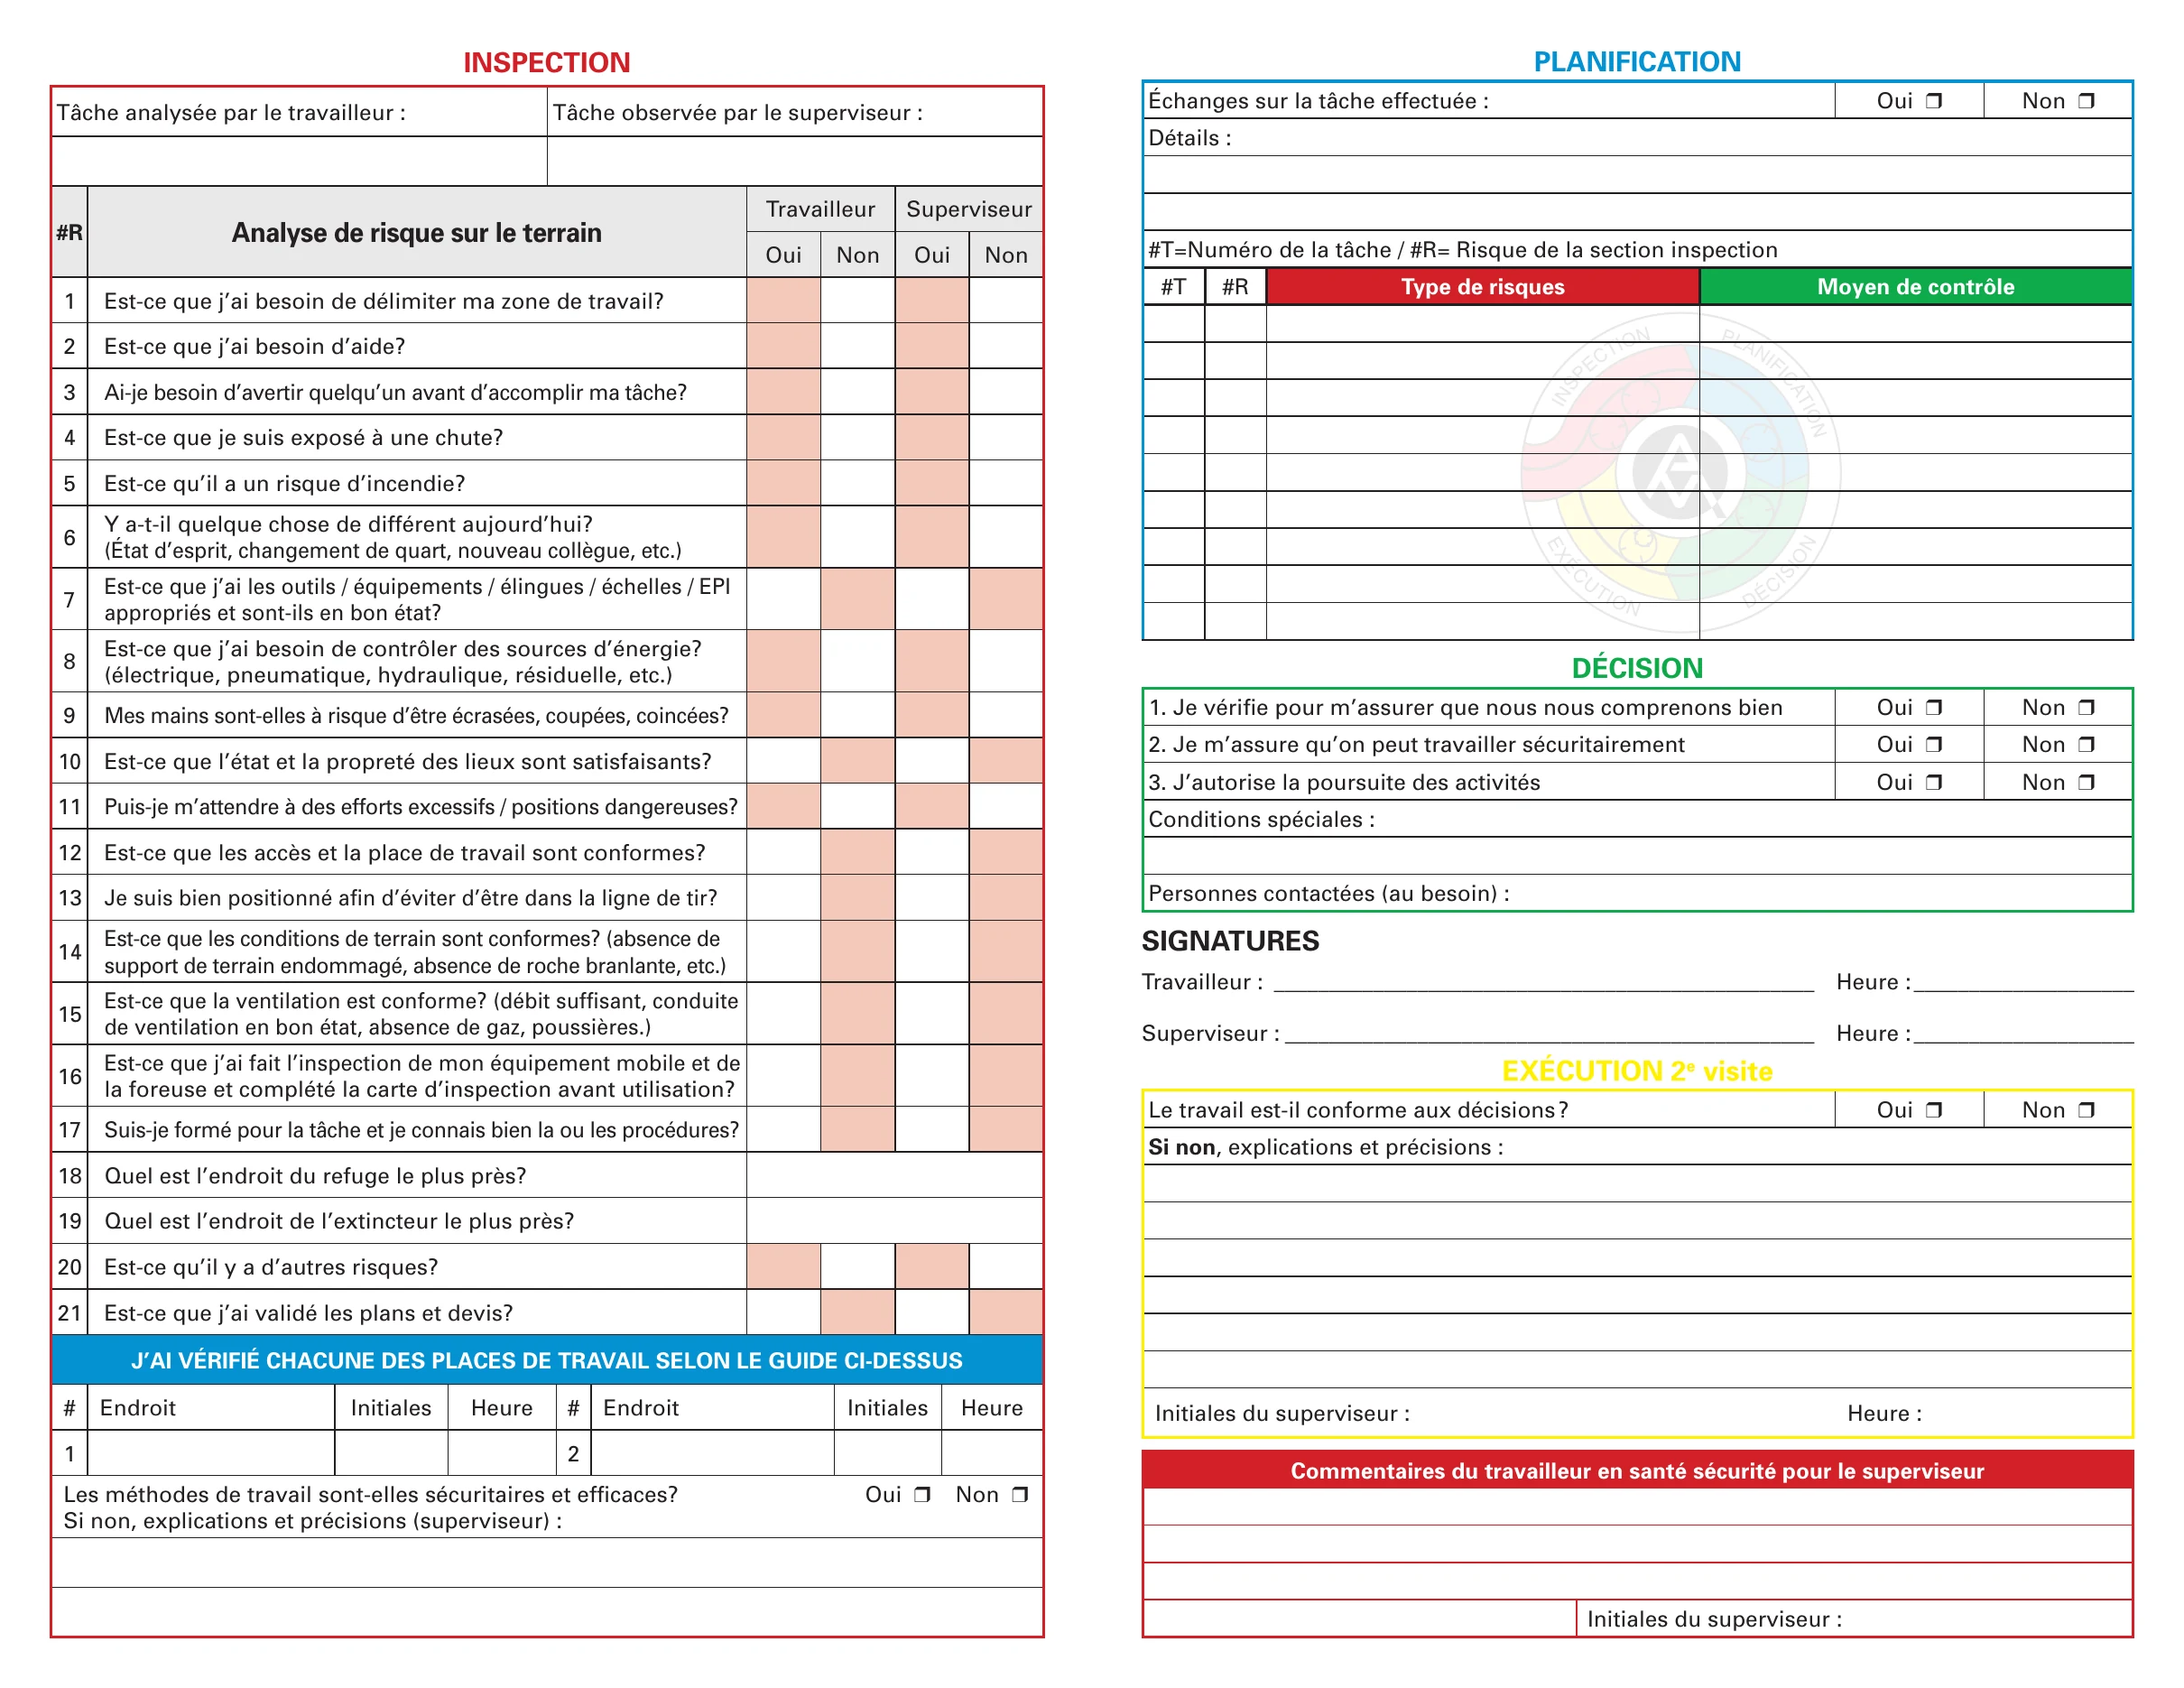 INSPECTION
Tâche analysée par le travailleur :
Tâche observée par le superviseur :
#R
Analyse de risque sur le terrain
Travailleur
Superviseur
Oui
Non
Oui
Non
1
Est-ce que j’ai besoin de délimiter ma zone de travail?
2
Est-ce que j’ai besoin d’aide?
3
Ai-je besoin d’avertir quelqu’un avant d’accomplir ma tâche?
4
Est-ce que je suis exposé à une chute?
5
Est-ce qu’il a un risque d’incendie?
6
Y a-t-il quelque chose de différent aujourd’hui?
(État d’esprit, changement de quart, nouveau collègue, etc.)
7
Est-ce que j’ai les outils / équipements / élingues / échelles / EPI
appropriés et sont-ils en bon état?
8
Est-ce que j’ai besoin de contrôler des sources d’énergie?
(électrique, pneumatique, hydraulique, résiduelle, etc.)
9
Mes mains sont-elles à risque d’être écrasées, coupées, coincées?
10
Est-ce que l’état et la propreté des lieux sont satisfaisants?
11
Puis-je m’attendre à des efforts excessifs / positions dangereuses?
12
Est-ce que les accès et la place de travail sont conformes?
13
Je suis bien positionné afin d’éviter d’être dans la ligne de tir?
14
Est-ce que les conditions de terrain sont conformes? (absence de
support de terrain endommagé, absence de roche branlante, etc.)
15
Est-ce que la ventilation est conforme? (débit suffisant, conduite
de ventilation en bon état, absence de gaz, poussières.)
16
Est-ce que j’ai fait l’inspection de mon équipement mobile et de
la foreuse et complété la carte d’inspection avant utilisation?
17
Suis-je formé pour la tâche et je connais bien la ou les procédures?
18
Quel est l’endroit du refuge le plus près?
19
Quel est l’endroit de l’extincteur le plus près?
20
Est-ce qu’il y a d’autres risques?
21
Est-ce que j’ai validé les plans et devis?
J’AI VÉRIFIÉ CHACUNE DES PLACES DE TRAVAIL SELON LE GUIDE CI-DESSUS
# Endroit Initiales Heure # Endroit Initiales Heure
1
2
Les méthodes de travail sont-elles sécuritaires et efficaces? Oui ❒ Non ❒
Si non, explications et précisions (superviseur) :
PLANIFICATION
Échanges sur la tâche effectuée : Oui ❒ Non ❒
Détails :
#T=Numéro de la tâche / #R= Risque de la section inspection
#T #R Type de risques Moyen de contrôle
INSPECTION
PLANIFICATION
EXÉCUTION
DÉCISION
DÉCISION
1. Je vérifie pour m’assurer que nous nous comprenons bien Oui ❒ Non ❒
2. Je m’assure qu’on peut travailler sécuritairement Oui ❒ Non ❒
3. J’autorise la poursuite des activités Oui ❒ Non ❒
Conditions spéciales :
Personnes contactées (au besoin) :
SIGNATURES
Travailleur : Heure :
Superviseur : Heure :
EXÉCUTION 2e visite
Le travail est-il conforme aux décisions? Oui ❒ Non ❒
Si non, explications et précisions :
Initiales du superviseur : Heure :
Commentaires du travailleur en santé sécurité pour le superviseur
Initiales du superviseur :